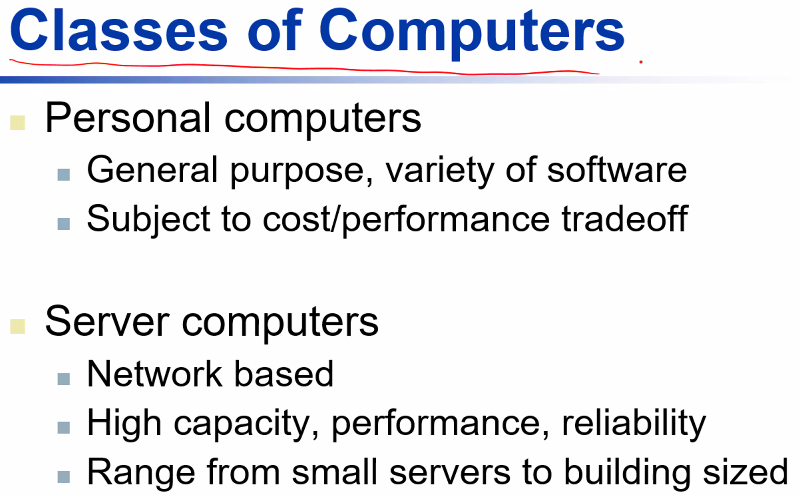 Classes of Computers
Personal computers
General purpose, variety of software
Subject to cost/performance tradeoff
Server computers
Network based
High capacity, performance, reliability
Range from small servers to building sized